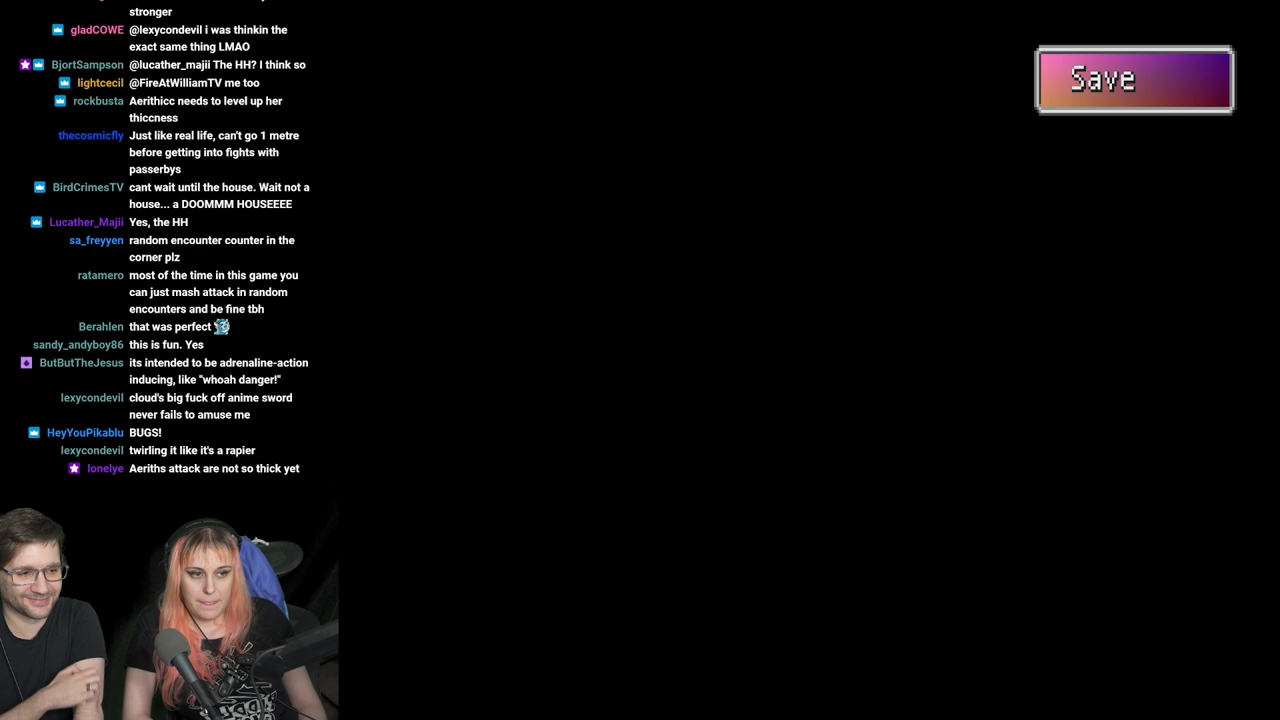 stronger
gladCOWE @lexycondevil i was thinkin the
exact same thing LMAO
BjortSampson @lucather_majii The HH? I think so
lightcecil @FireAtWilliamTV me too
rockbusta Aerithicc needs to level up her
thiccness
thecosmicfly Just like real life, can't go 1 metre
before getting into fights with
passerbys
BirdCrimesTV cant wait until the house. Wait not a
house... a DOOMMM HOUSEEEE
Lucather_Majii Yes, the HH
sa_freyyen random encounter counter in the
corner plz
ratamero most of the time in this game you
can just mash attack in random
encounters and be fine tbh
Berahlen that was perfect
sandy_andyboy86 this is fun. Yes
ButButTheJesus its intended to be adrenaline-action
inducing, like "whoah danger!"
lexycondevil cloud's big fuck off anime sword
never fails to amuse me
HeyYouPikablu BUGS!
lexycondevil twirling it like it's a rapier
lonelye Aeriths attack are not so thick yet
Save